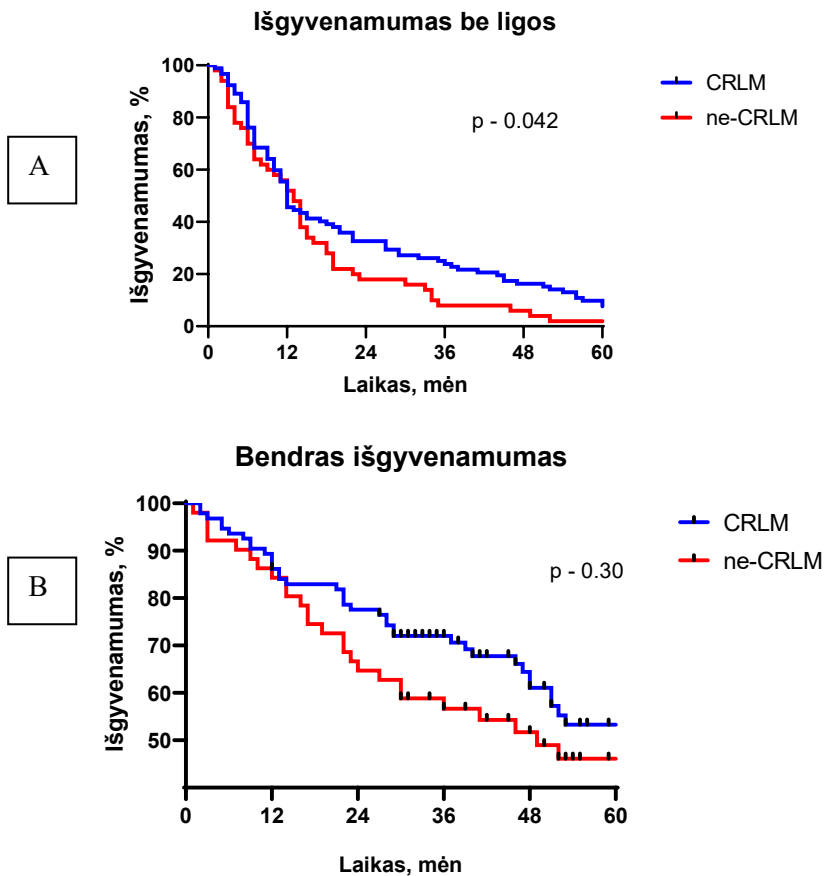 Išgyvenamumas be ligos
A
Išgyvenamumas, %
100
80
60
40
20
0
0 12 24 36 48 60
Laikas, mėn
p - 0.042
CRLM
ne-CRLM
Bendras išgyvenamumas
B
Išgyvenamumas, %
100
90
80
70
60
50
0 12 24 36 48 60
Laikas, mėn
p - 0.30
CRLM
ne-CRLM